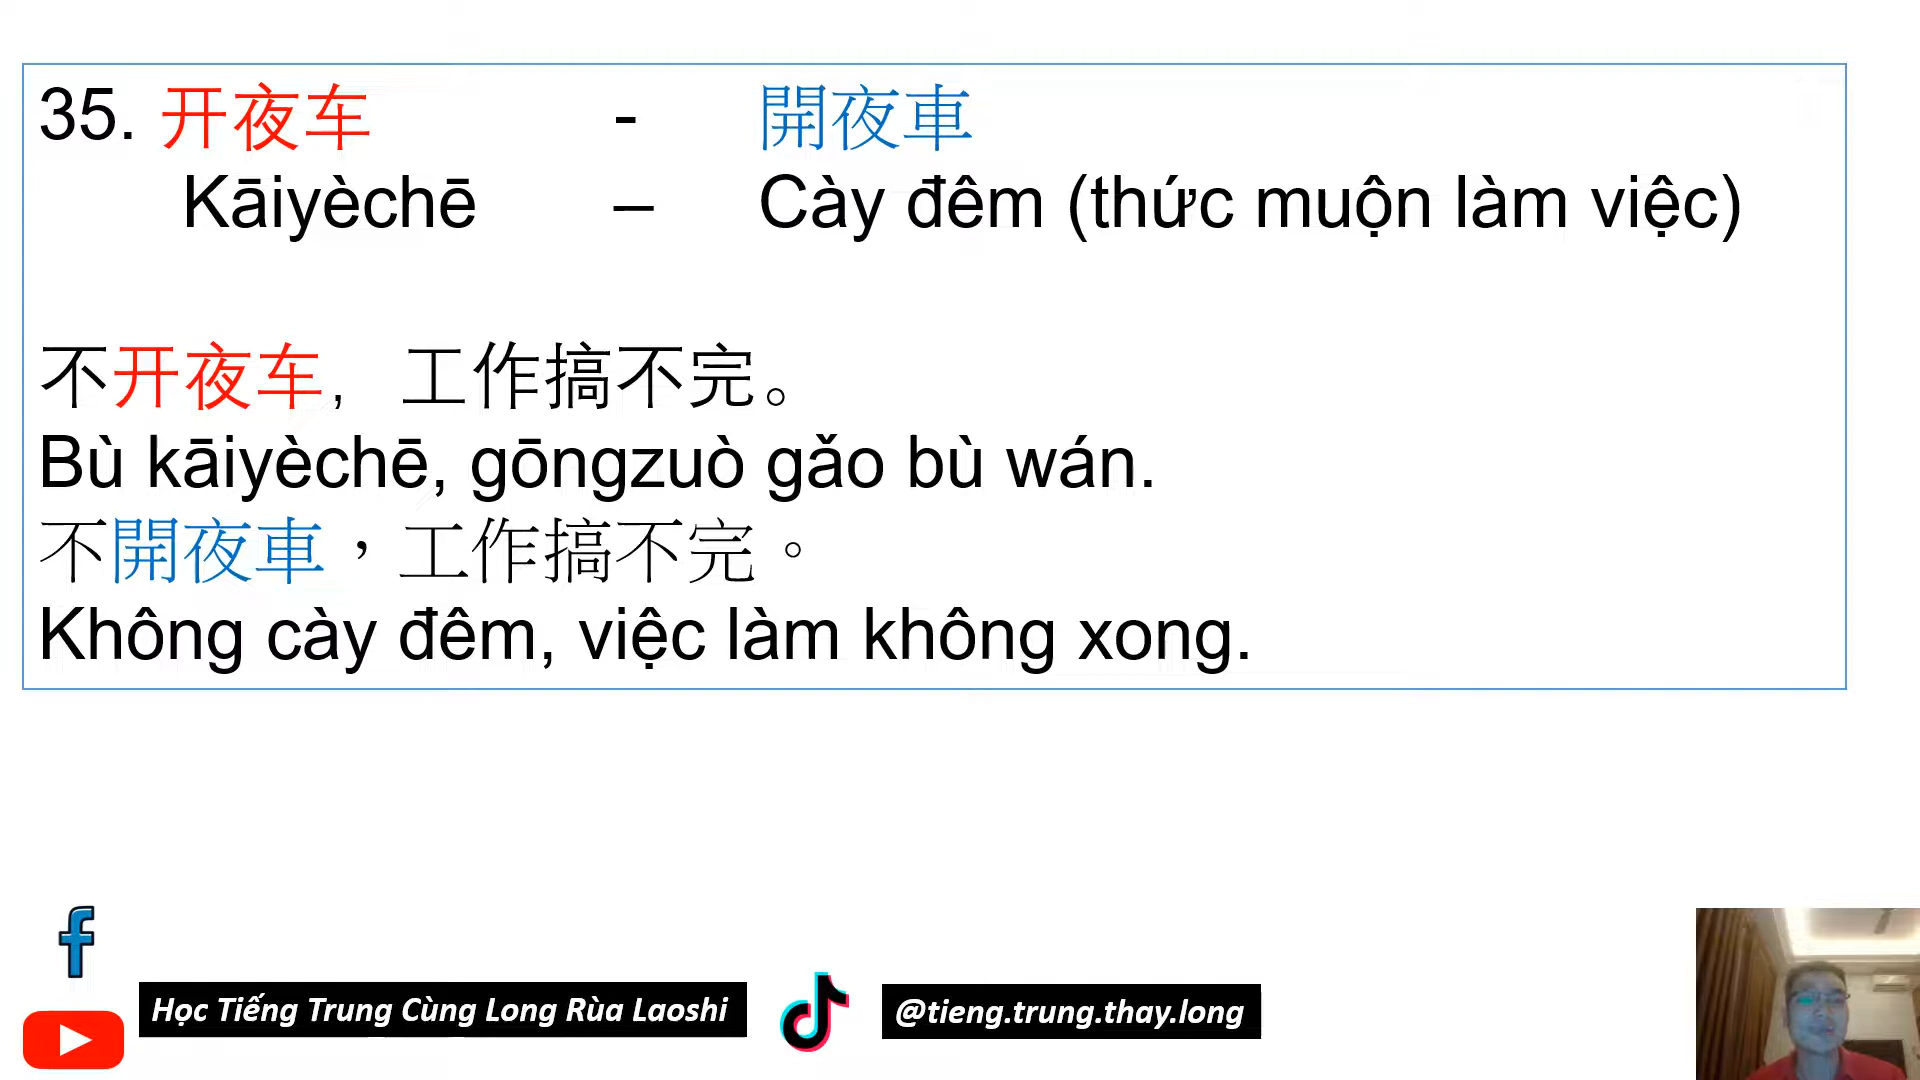 35. 开夜车 - 開夜車
Kāiyèchē – Cày đêm (thức muộn làm việc)
不开夜车, 工作搞不完。
Bù kāiyèchē, gōngzuò gǎo bù wán.
不開夜車，工作搞不完。
Không cày đêm, việc làm không xong.
Học Tiếng Trung Cùng Long Rùa Laoshi
@tieng.trung.thay.long